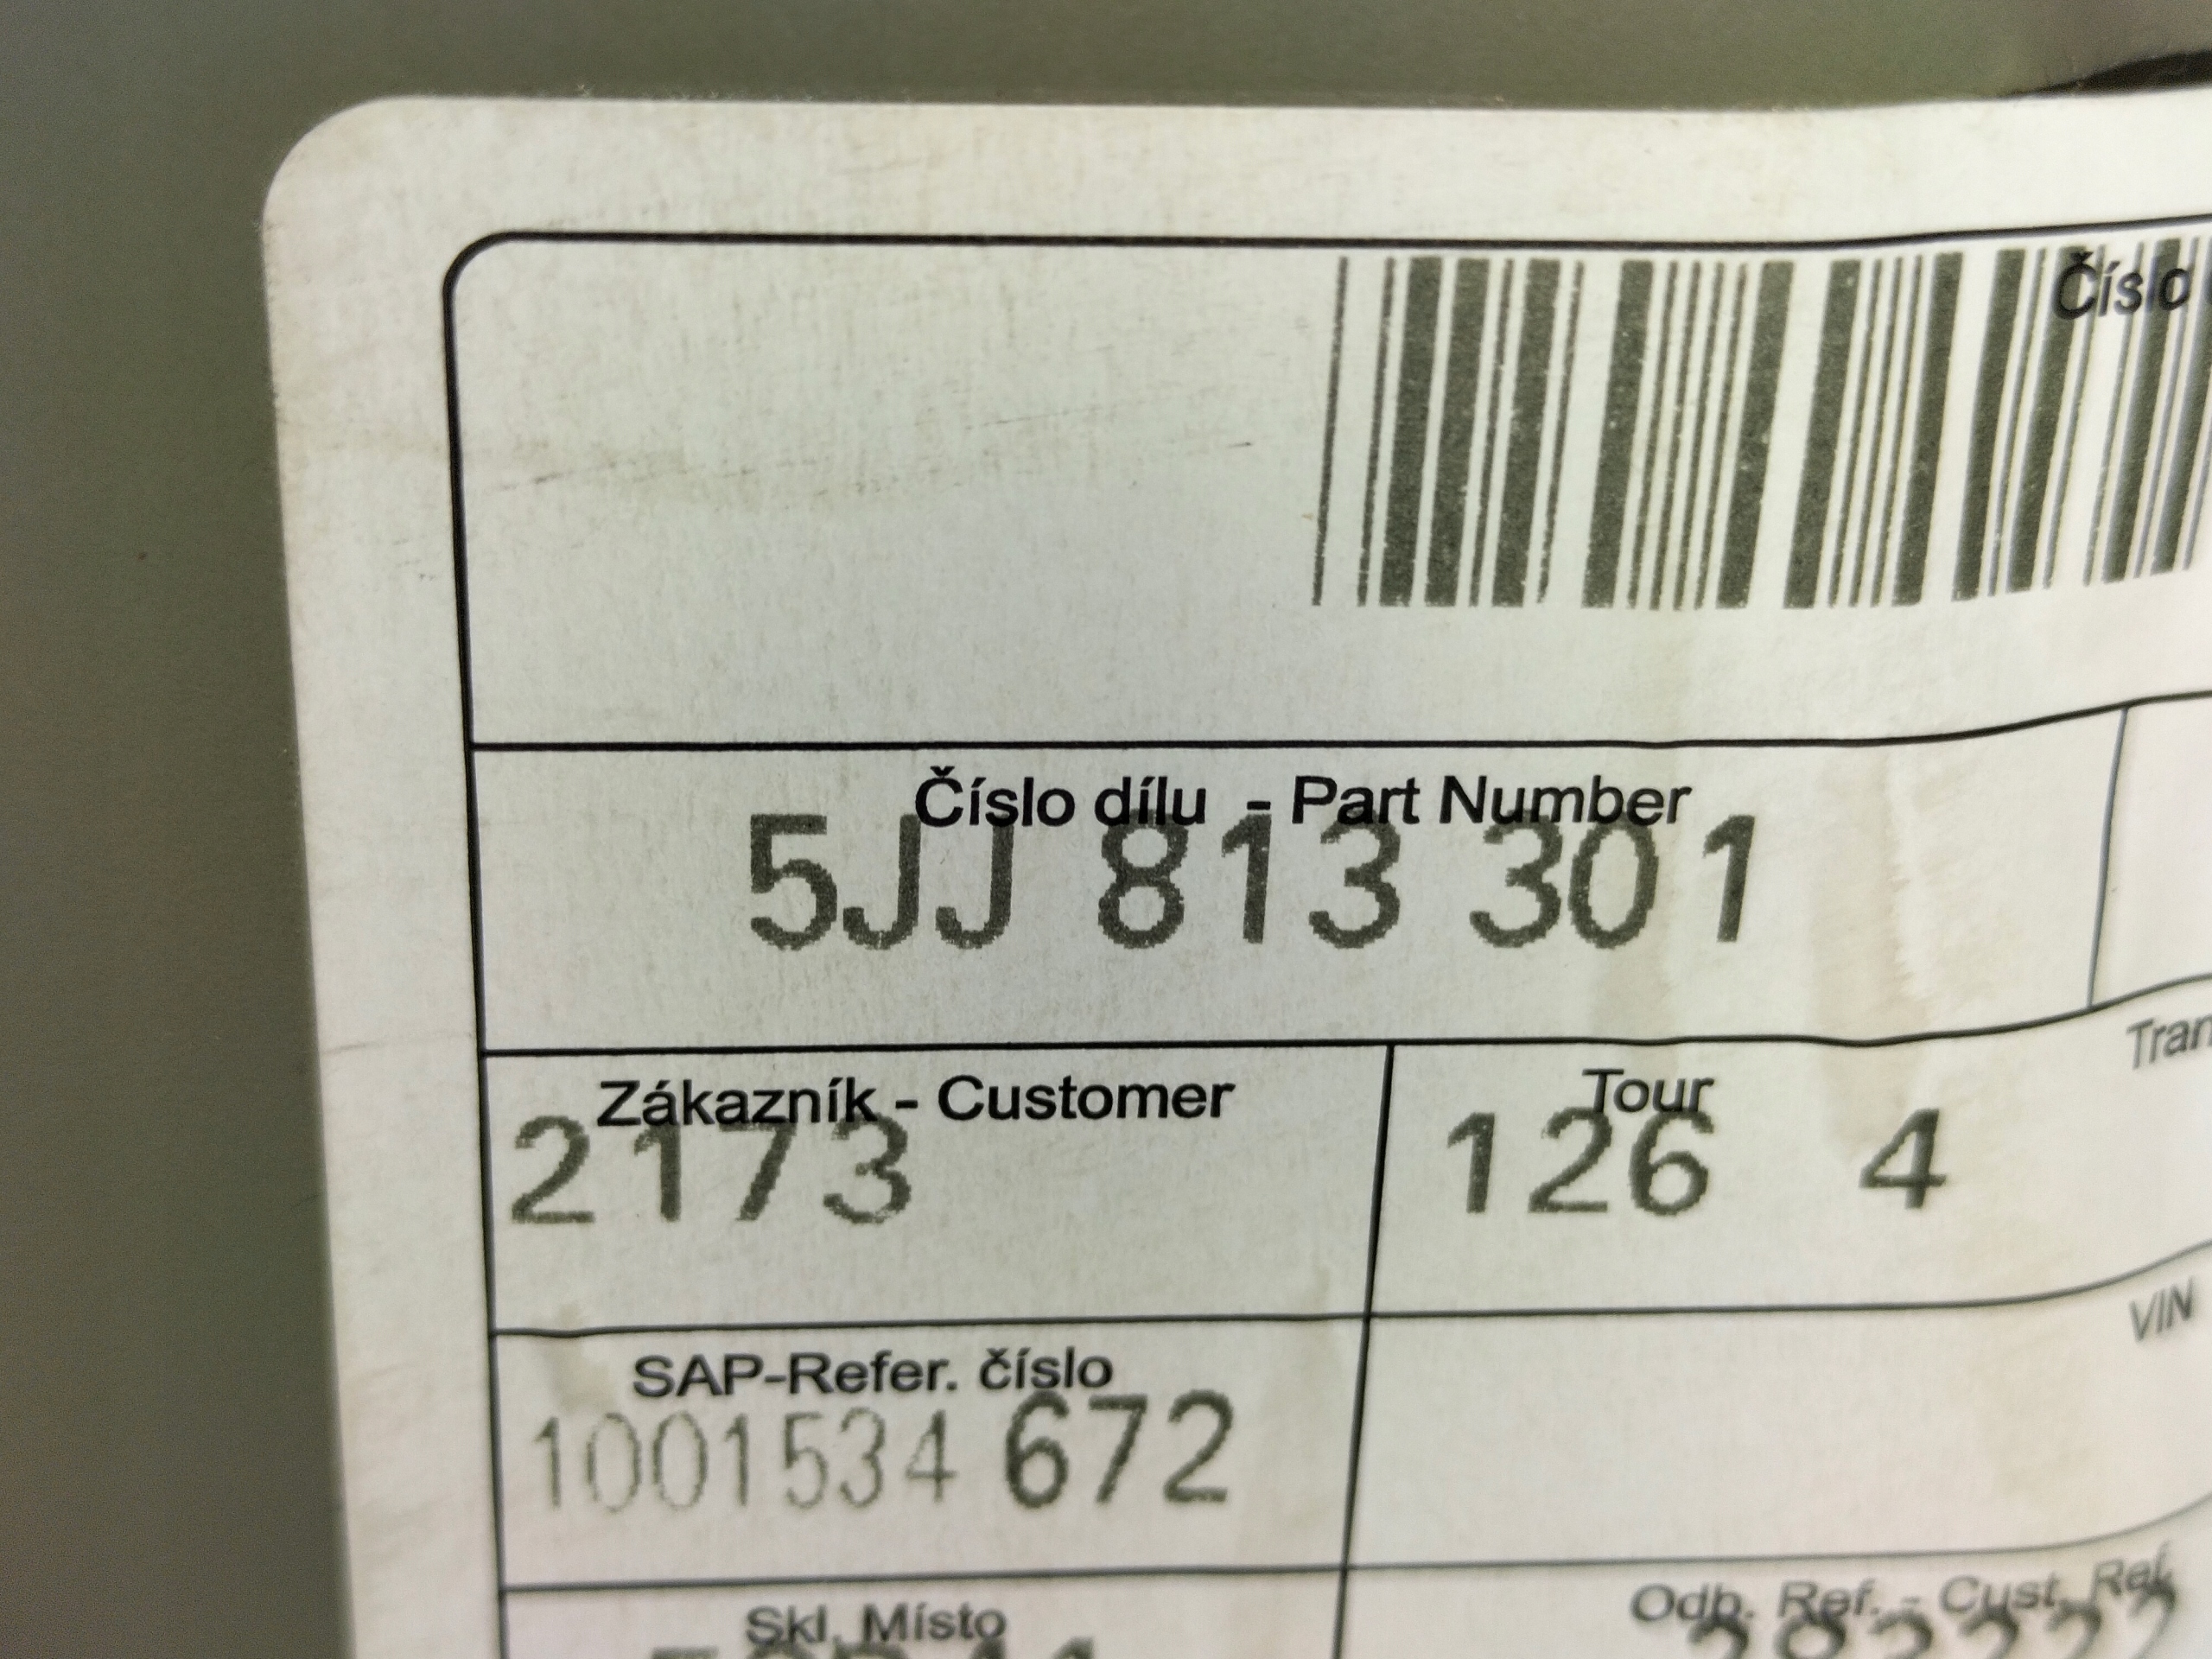 Číslo
Číslo dílu - Part Number
5JJ 813 301
Zákazník - Customer
Tour
2173
126 4
VIN
SAP-Refer. číslo
1001534 672
Skl. Místo
Odb. Ref. - Cust. Ref.